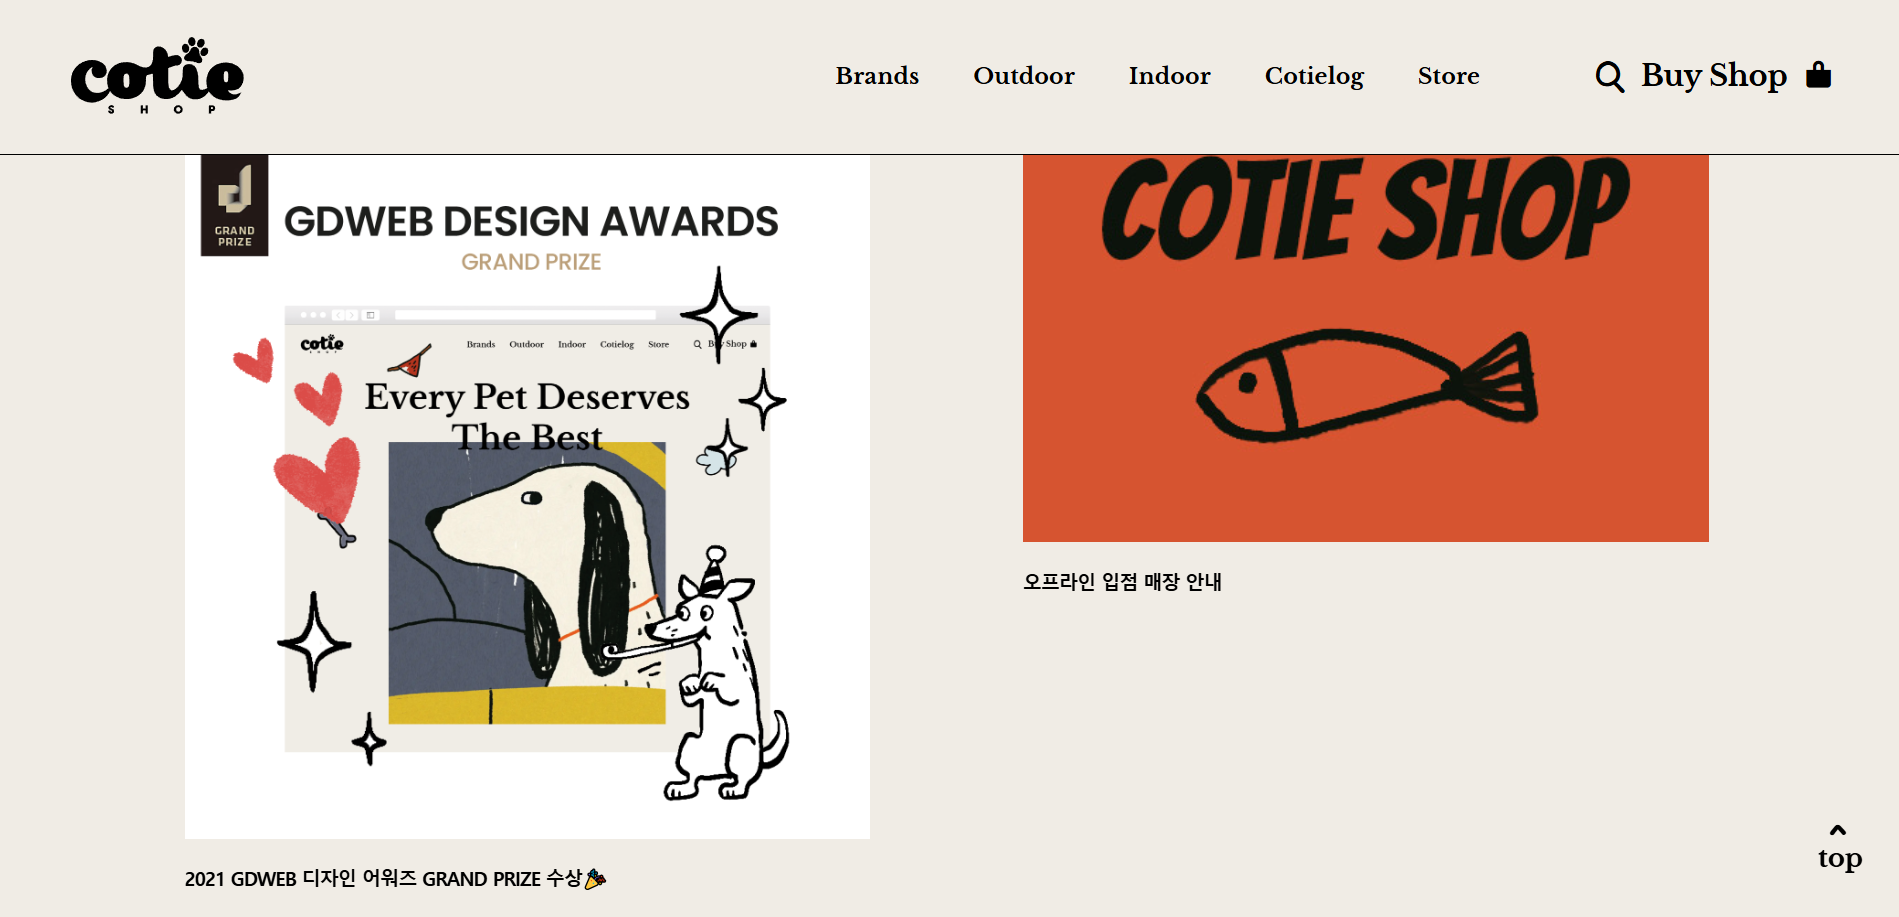 cotie
SHOP
Brands Outdoor Indoor Cotielog Store
Buy Shop
GRAND
PRIZE
GDWEB DESIGN AWARDS
GRAND PRIZE
cotie
Brands Outdoor Indoor Cotielog Store Buy Shop
Every Pet Deserves
The Best
2021 GDWEB 디자인 어워즈 GRAND PRIZE 수상🎉
COTIE SHOP
오프라인 입점 매장 안내
top